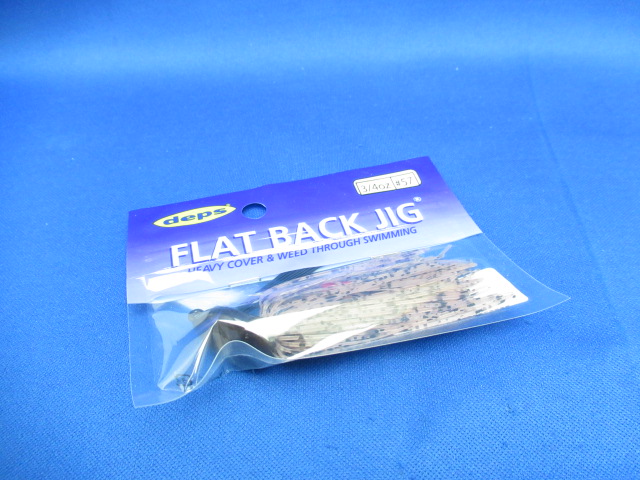 deps
3/4oz #57
FLAT BACK JIG®
HEAVY COVER & WEED THROUGH SWIMMING